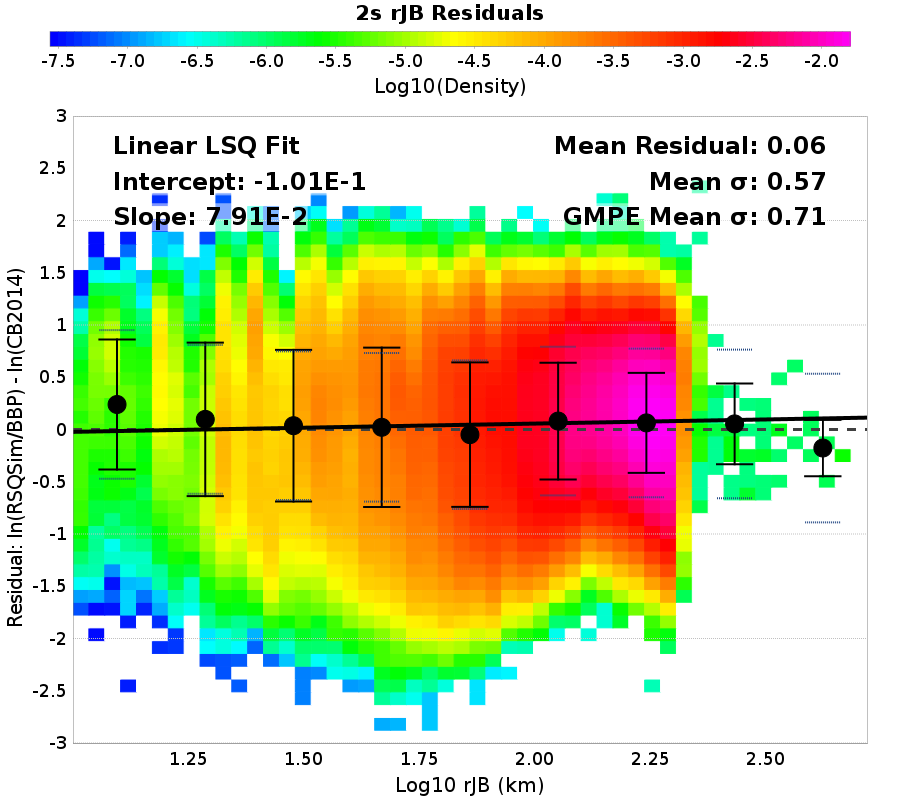 2s rJB Residuals
-7.5 -7.0 -6.5 -6.0 -5.5 -5.0 -4.5 -4.0 -3.5 -3.0 -2.5 -2.0
Log10(Density)
Linear LSQ Fit
Intercept: -1.01E-1
Slope: 7.91E-2
Mean Residual: 0.06
Mean σ: 0.57
GMPE Mean σ: 0.71
Residual: ln(RSQSim/BBP) - ln(CB2014)
3
2.5
2
1.5
1
0.5
0
-0.5
-1
-1.5
-2
-2.5
-3
1.25 1.50 1.75 2.00 2.25 2.50
Log10 rJB (km)